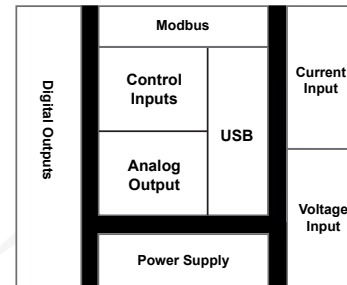 Digital Outputs
Modbus
Control
Inputs
Analog
Output
USB
Power Supply
Current
Input
Voltage
Input